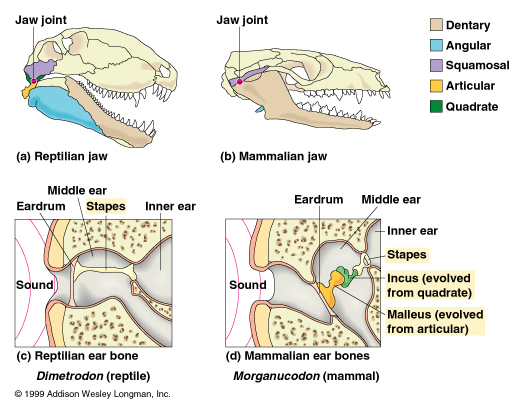 Jaw joint
Jaw joint
Dentary
Angular
Squamosal
Articular
Quadrate
(a) Reptilian jaw
(b) Mammalian jaw
Middle ear
Eardrum
Stapes
Inner ear
Sound
Eardrum
Middle ear
Inner ear
Stapes
Incus (evolved
from quadrate)
Malleus (evolved
from articular)
Sound
(c) Reptilian ear bone
(d) Mammalian ear bones
Dimetrodon (reptile)
Morganucodon (mammal)
© 1999 Addison Wesley Longman, Inc.